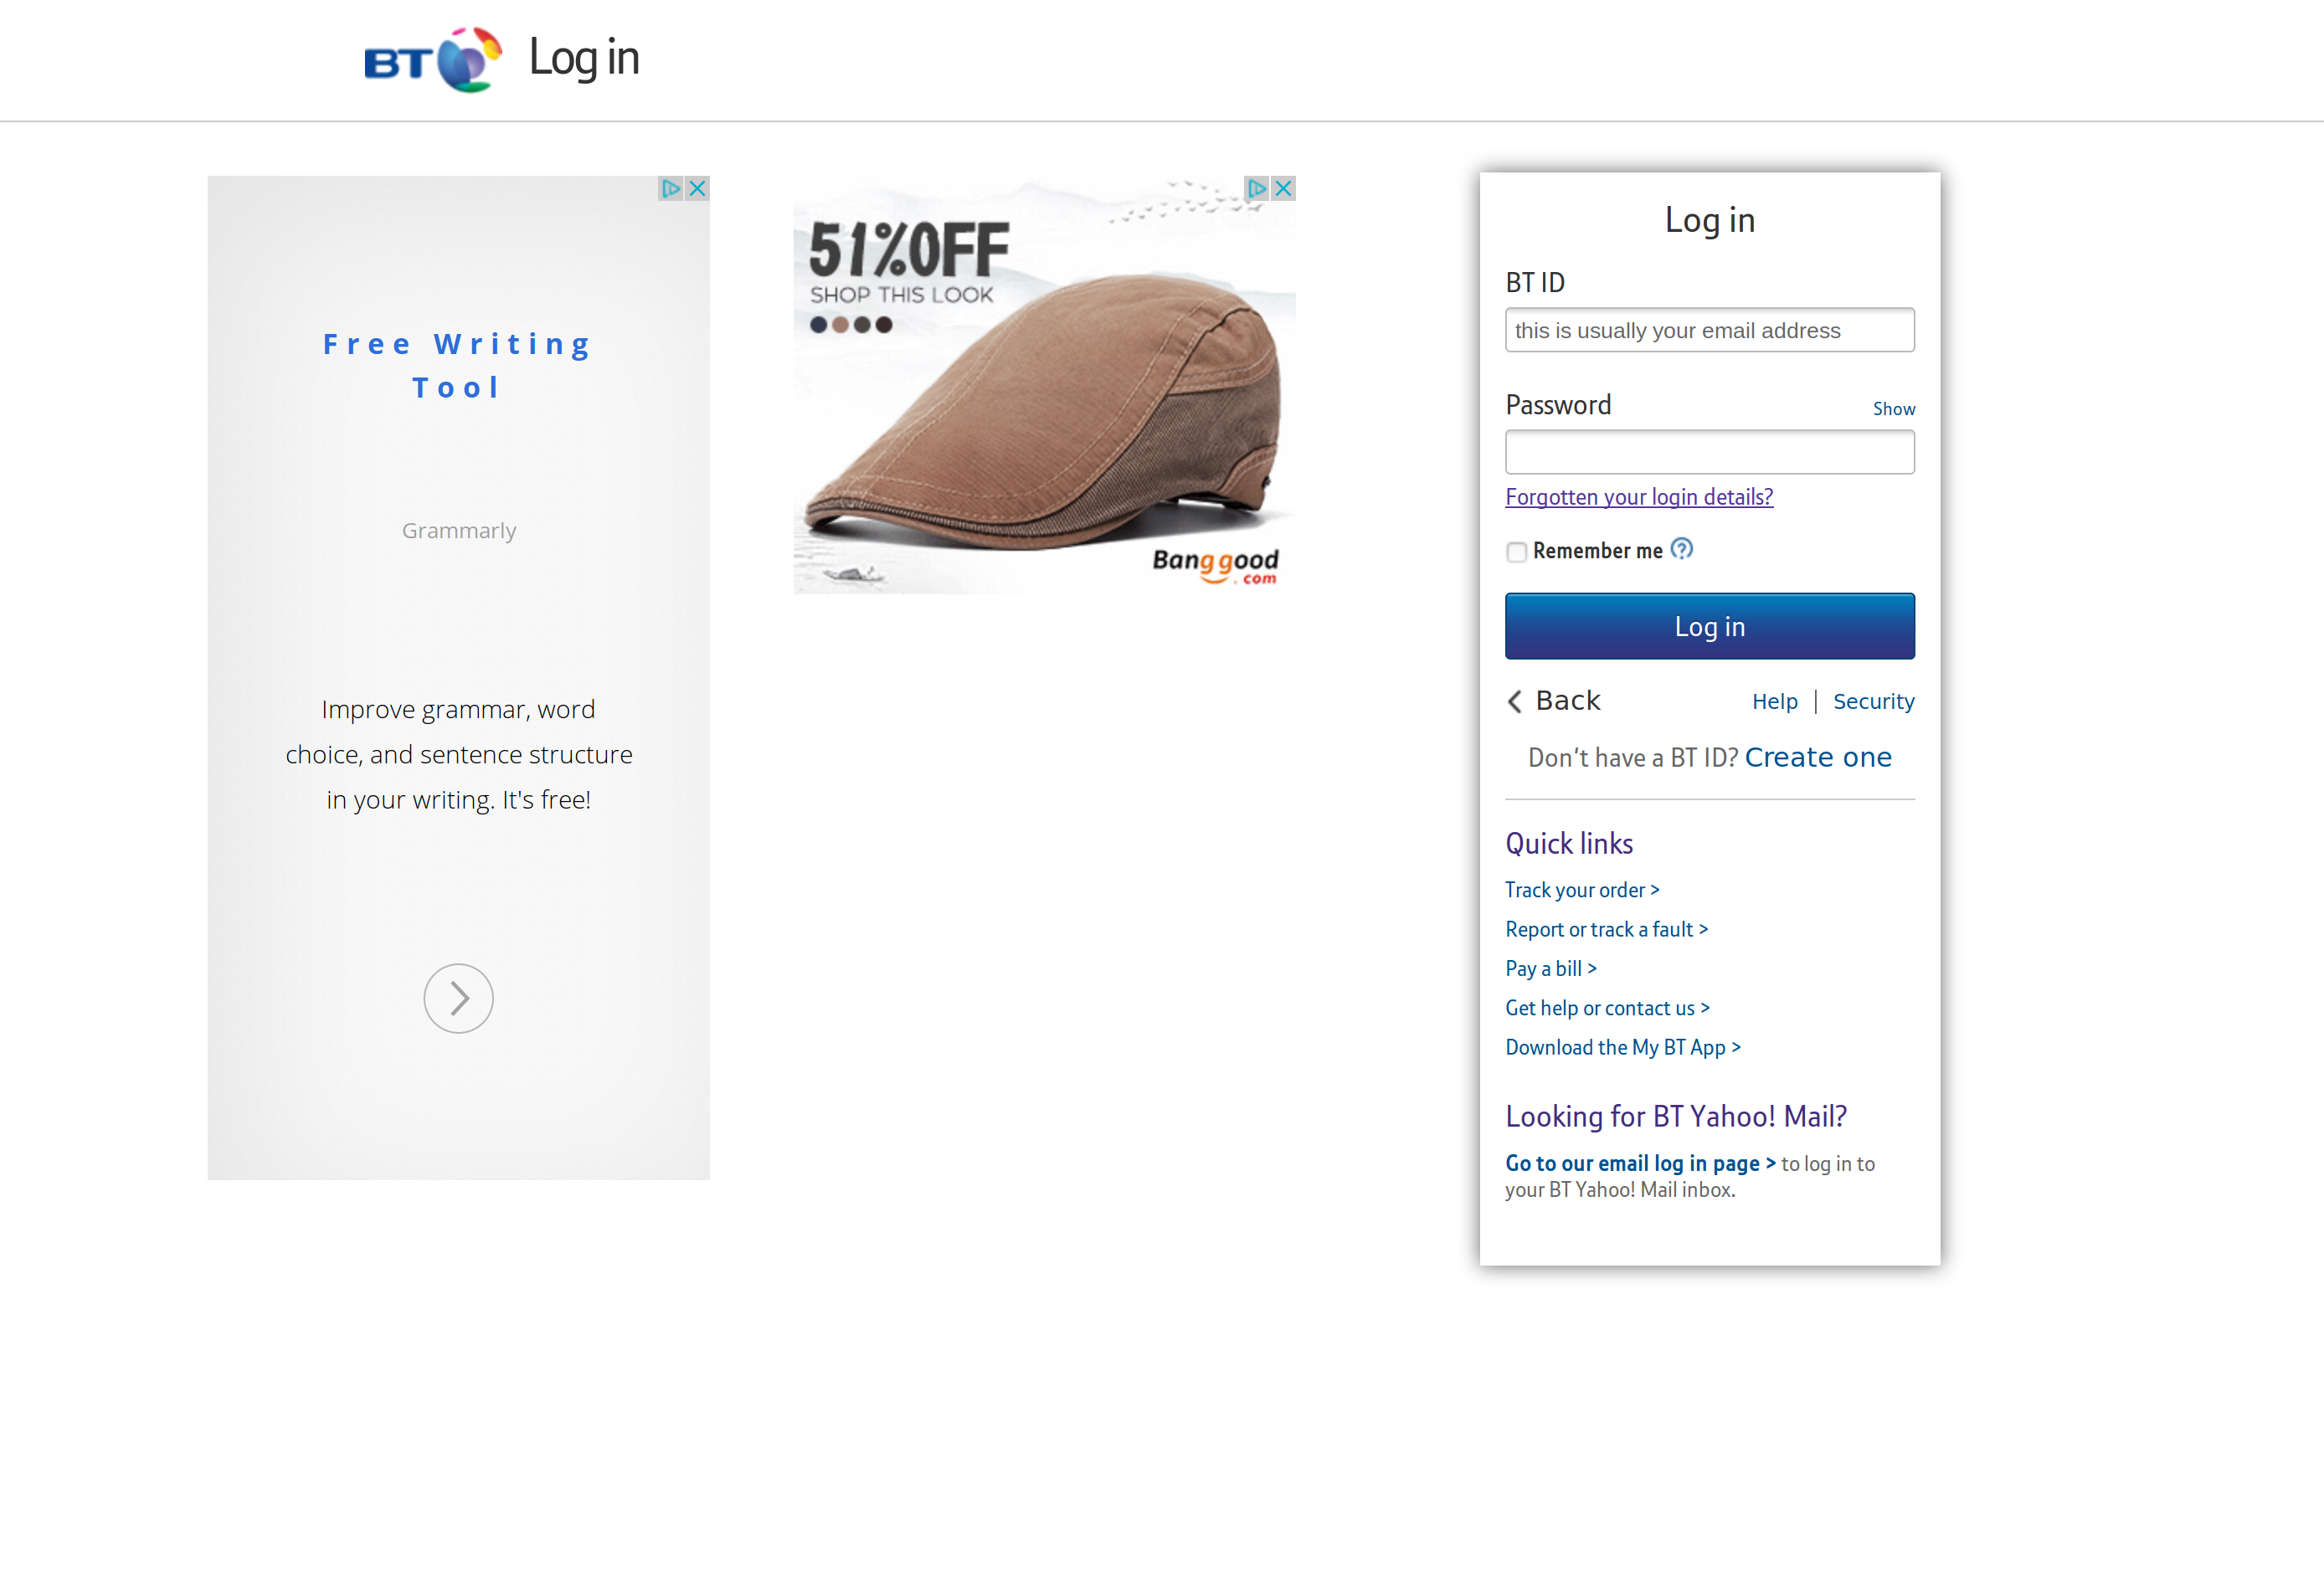 BT Log in
Free Writing
Tool
Grammarly
Improve grammar, word
choice, and sentence structure
in your writing. It's free!
51%OFF
SHOP THIS LOOK
Banggood
.com
Log in
BT ID
this is usually your email address
Password Show
Forgotten your login details?
Remember me ?
Log in
Back Help | Security
Don't have a BT ID? Create one
Quick links
Track your order >
Report or track a fault >
Pay a bill >
Get help or contact us >
Download the My BT App >
Looking for BT Yahoo! Mail?
Go to our email log in page > to log in to
your BT Yahoo! Mail inbox.